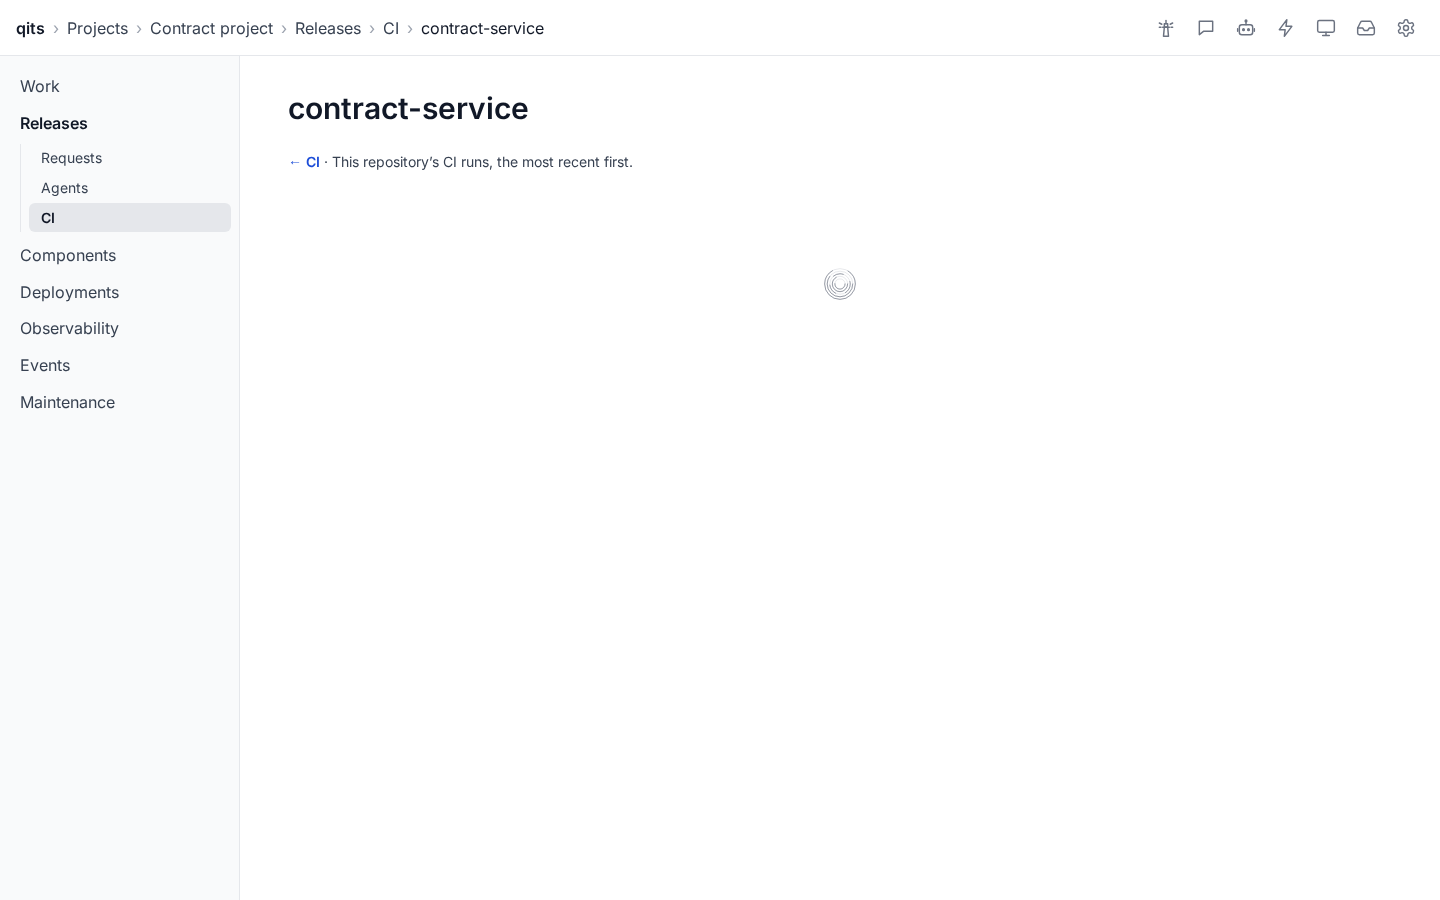 qits › Projects › Contract project › Releases › CI › contract-service
Work
Releases
Requests
Agents
CI
Components
Deployments
Observability
Events
Maintenance
contract-service
← CI · This repository’s CI runs, the most recent first.